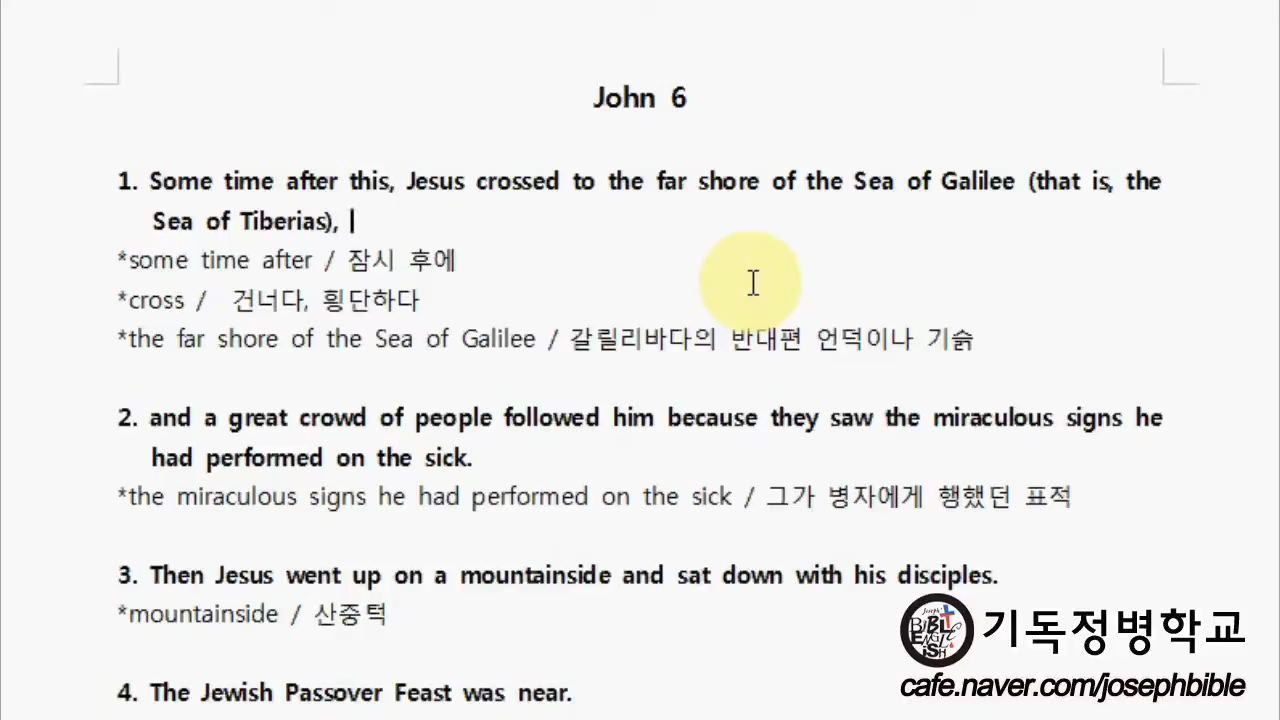 John 6
1. Some time after this, Jesus crossed to the far shore of the Sea of Galilee (that is, the
Sea of Tiberias),
*some time after / 잠시 후에
*cross / 건너다, 횡단하다
*the far shore of the Sea of Galilee / 갈릴리바다의 반대편 언덕이나 기슭
2. and a great crowd of people followed him because they saw the miraculous signs he
had performed on the sick.
*the miraculous signs he had performed on the sick / 그가 병자에게 행했던 표적
3. Then Jesus went up on a mountainside and sat down with his disciples.
*mountainside / 산중턱
4. The Jewish Passover Feast was near.
Joseph's
BIBLE
ENGLISH
기독정병학교
cafe.naver.com/josephbible